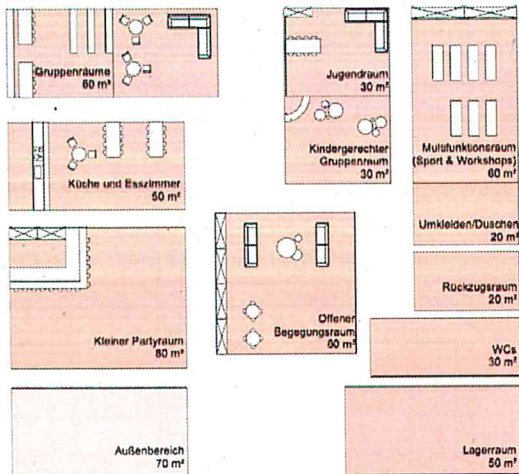 Gruppenräume
60 m²
Jugendraum
30 m²
Kindergerechter
Gruppenraum
30 m²
Multifunktionsraum
(Sport & Workshops)
60 m²
Küche und Esszimmer
50 m²
Umkleiden/Duschen
20 m²
Kleiner Partyraum
80 m²
Offener
Begegungsraum
60 m²
Rückzugsraum
20 m²
WCs
30 m²
Außenbereich
70 m²
Lagerraum
50 m²